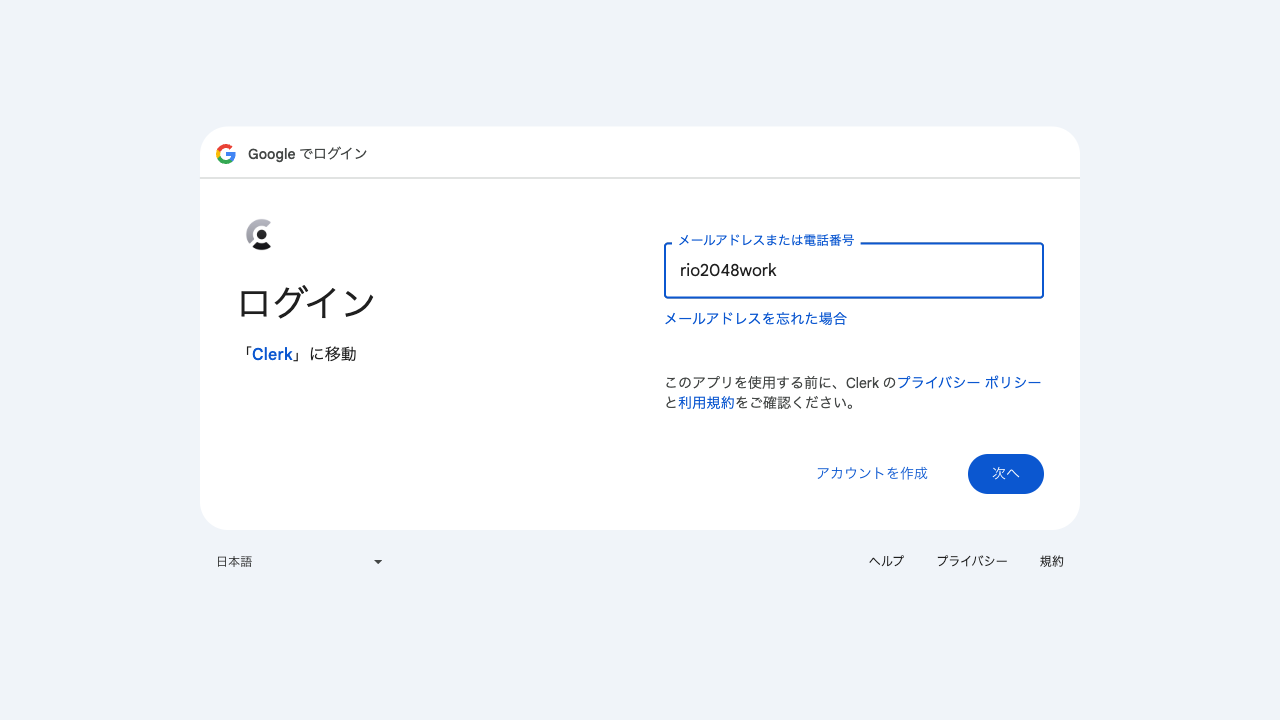 Google でログイン
ログイン
「Clerk」に移動
メールアドレスまたは電話番号
rio2048work
メールアドレスを忘れた場合
このアプリを使用する前に、Clerk のプライバシー ポリシー
と利用規約をご確認ください。
アカウントを作成
次へ
日本語
ヘルプ
プライバシー
規約